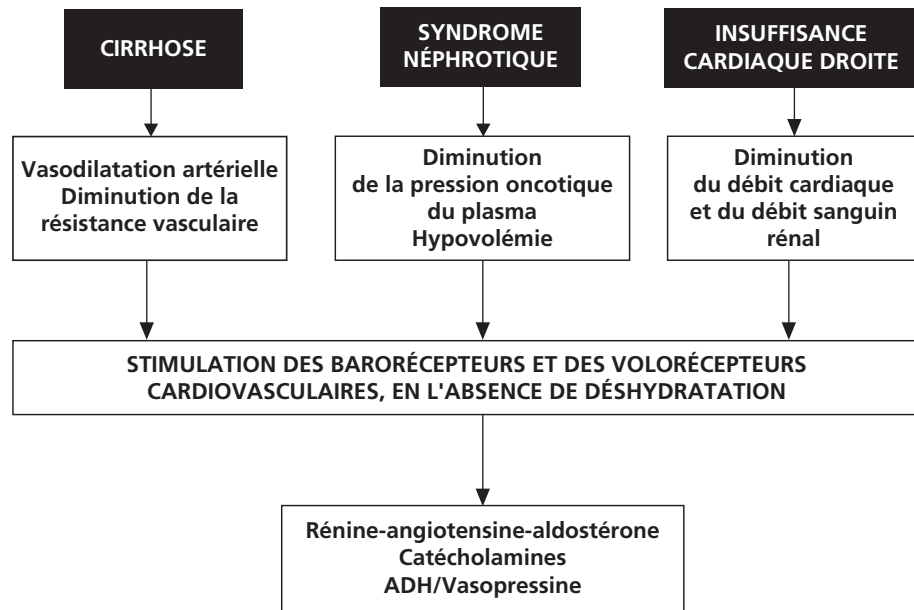 CIRRHOSE
SYNDROME
NÉPHROTIQUE
INSUFFISANCE
CARDIAQUE DROITE
Vasodilatation artérielle
Diminution de la
résistance vasculaire
Diminution
de la pression oncotique
du plasma
Hypovolémie
Diminution
du débit cardiaque
et du débit sanguin
rénal
STIMULATION DES BARORÉCEPTEURS ET DES VOLORÉCEPTEURS
CARDIOVASCULAIRES, EN L'ABSENCE DE DÉSHYDRATATION
Rénine-angiotensine-aldostérone
Catécholamines
ADH/Vasopressine